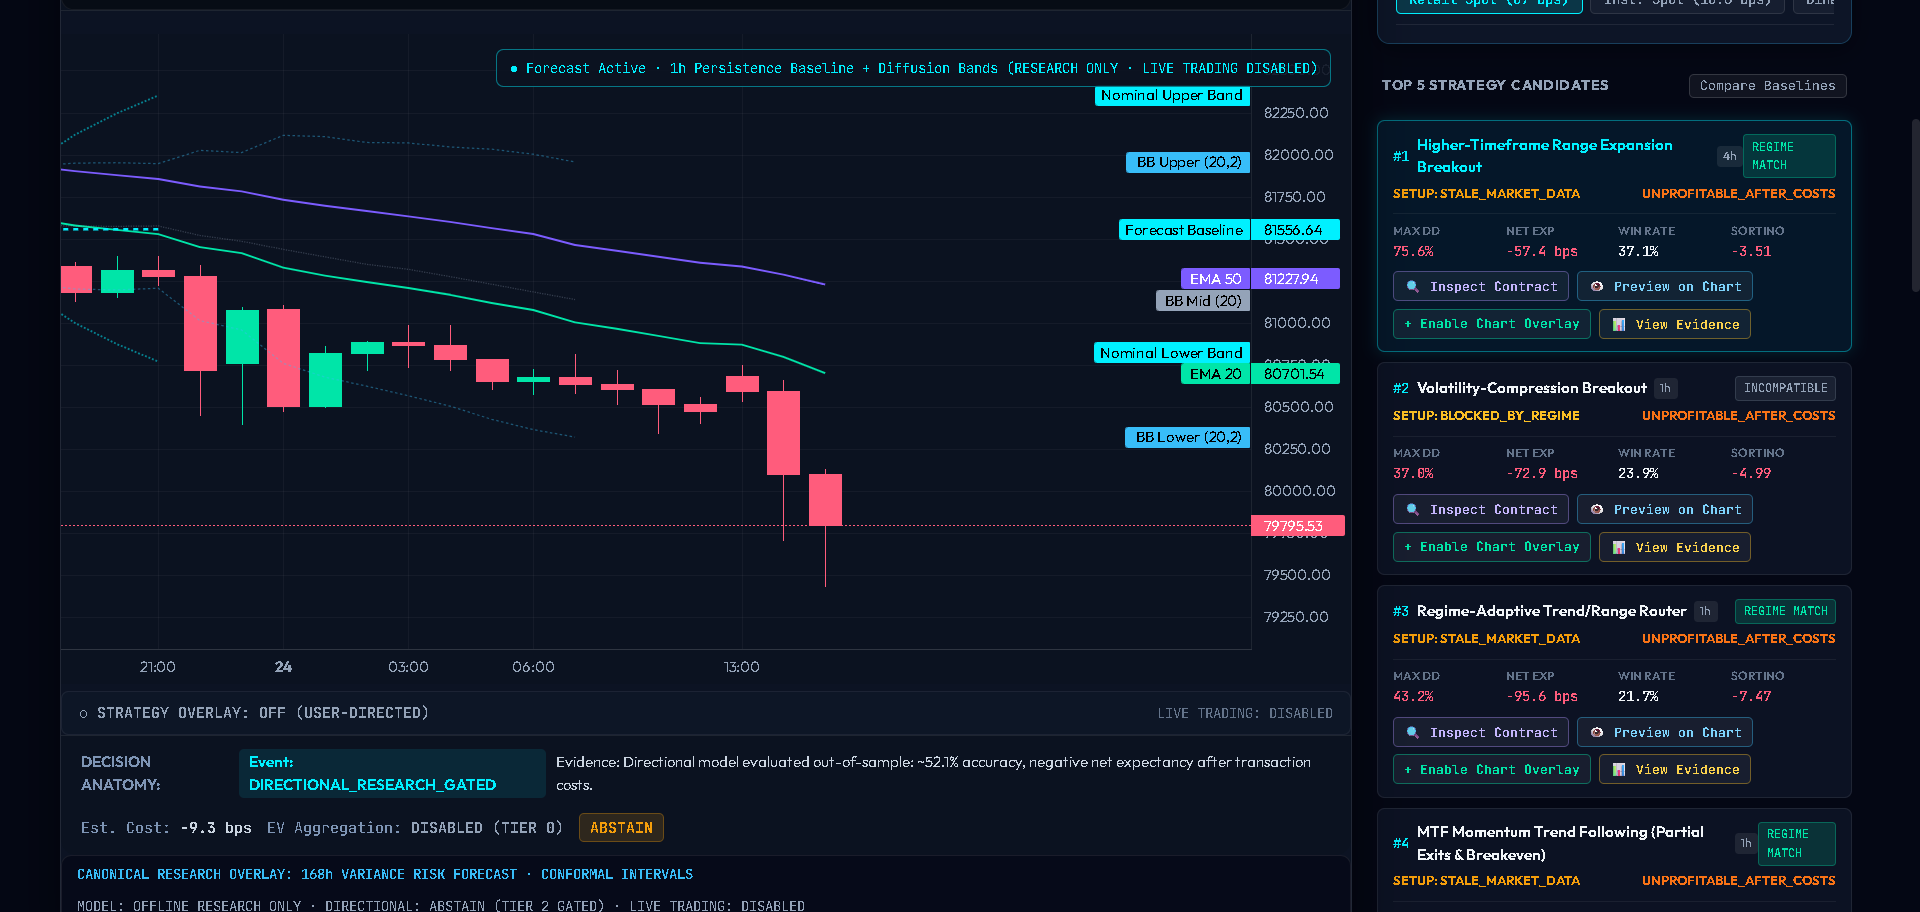 Forecast Active · 1h Persistence Baseline + Diffusion Bands (RESEARCH ONLY · LIVE TRADING DISABLED)
Nominal Upper Band
82250.00
BB Upper (20,2)
82000.00
81750.00
Forecast Baseline 81556.64
EMA 50 81227.94
BB Mid (20)
81000.00
Nominal Lower Band
EMA 20 80701.54
80500.00
BB Lower (20,2)
80250.00
80000.00
79795.53
79500.00
79250.00
21:00 24 03:00 06:00 13:00
○ STRATEGY OVERLAY: OFF (USER-DIRECTED)
LIVE TRADING: DISABLED
DECISION ANATOMY:
Event:
DIRECTIONAL_RESEARCH_GATED
Evidence: Directional model evaluated out-of-sample: ~52.1% accuracy, negative net expectancy after transaction
costs.
Est. Cost: -9.3 bps EV Aggregation: DISABLED (TIER 0) ABSTAIN
CANONICAL RESEARCH OVERLAY: 168h VARIANCE RISK FORECAST · CONFORMAL INTERVALS
MODEL: OFFLINE RESEARCH ONLY · DIRECTIONAL: ABSTAIN (TIER 2 GATED) · LIVE TRADING: DISABLED
TOP 5 STRATEGY CANDIDATES
Compare Baselines
#1 Higher-Timeframe Range Expansion
Breakout
4h
REGIME
MATCH
SETUP: STALE_MARKET_DATA UNPROFITABLE_AFTER_COSTS
MAX DD NET EXP WIN RATE SORTINO
75.6% -57.4 bps 37.1% -3.51
Inspect Contract Preview on Chart
+ Enable Chart Overlay View Evidence
#2 Volatility-Compression Breakout 1h INCOMPATIBLE
SETUP: BLOCKED_BY_REGIME UNPROFITABLE_AFTER_COSTS
MAX DD NET EXP WIN RATE SORTINO
37.0% -72.9 bps 23.9% -4.99
Inspect Contract Preview on Chart
+ Enable Chart Overlay View Evidence
#3 Regime-Adaptive Trend/Range Router 1h REGIME MATCH
SETUP: STALE_MARKET_DATA UNPROFITABLE_AFTER_COSTS
MAX DD NET EXP WIN RATE SORTINO
43.2% -95.6 bps 21.7% -7.47
Inspect Contract Preview on Chart
+ Enable Chart Overlay View Evidence
#4 MTF Momentum Trend Following (Partial
Exits & Breakeven)
1h
REGIME
MATCH
SETUP: STALE_MARKET_DATA UNPROFITABLE_AFTER_COSTS